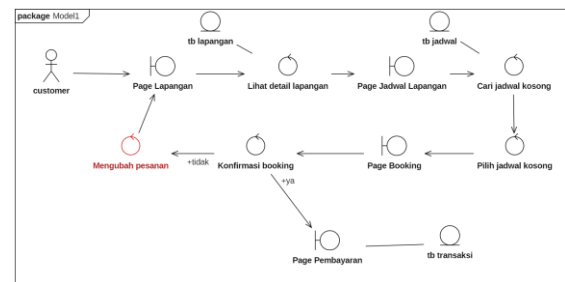 package Model1
tb lapangan
tb jadwal
customer
Page Lapangan
Lihat detail lapangan
Page Jadwal Lapangan
Cari jadwal kosong
Mengubah pesanan
+tidak
Konfirmasi booking
Page Booking
Pilih jadwal kosong
+ya
Page Pembayaran
tb transaksi